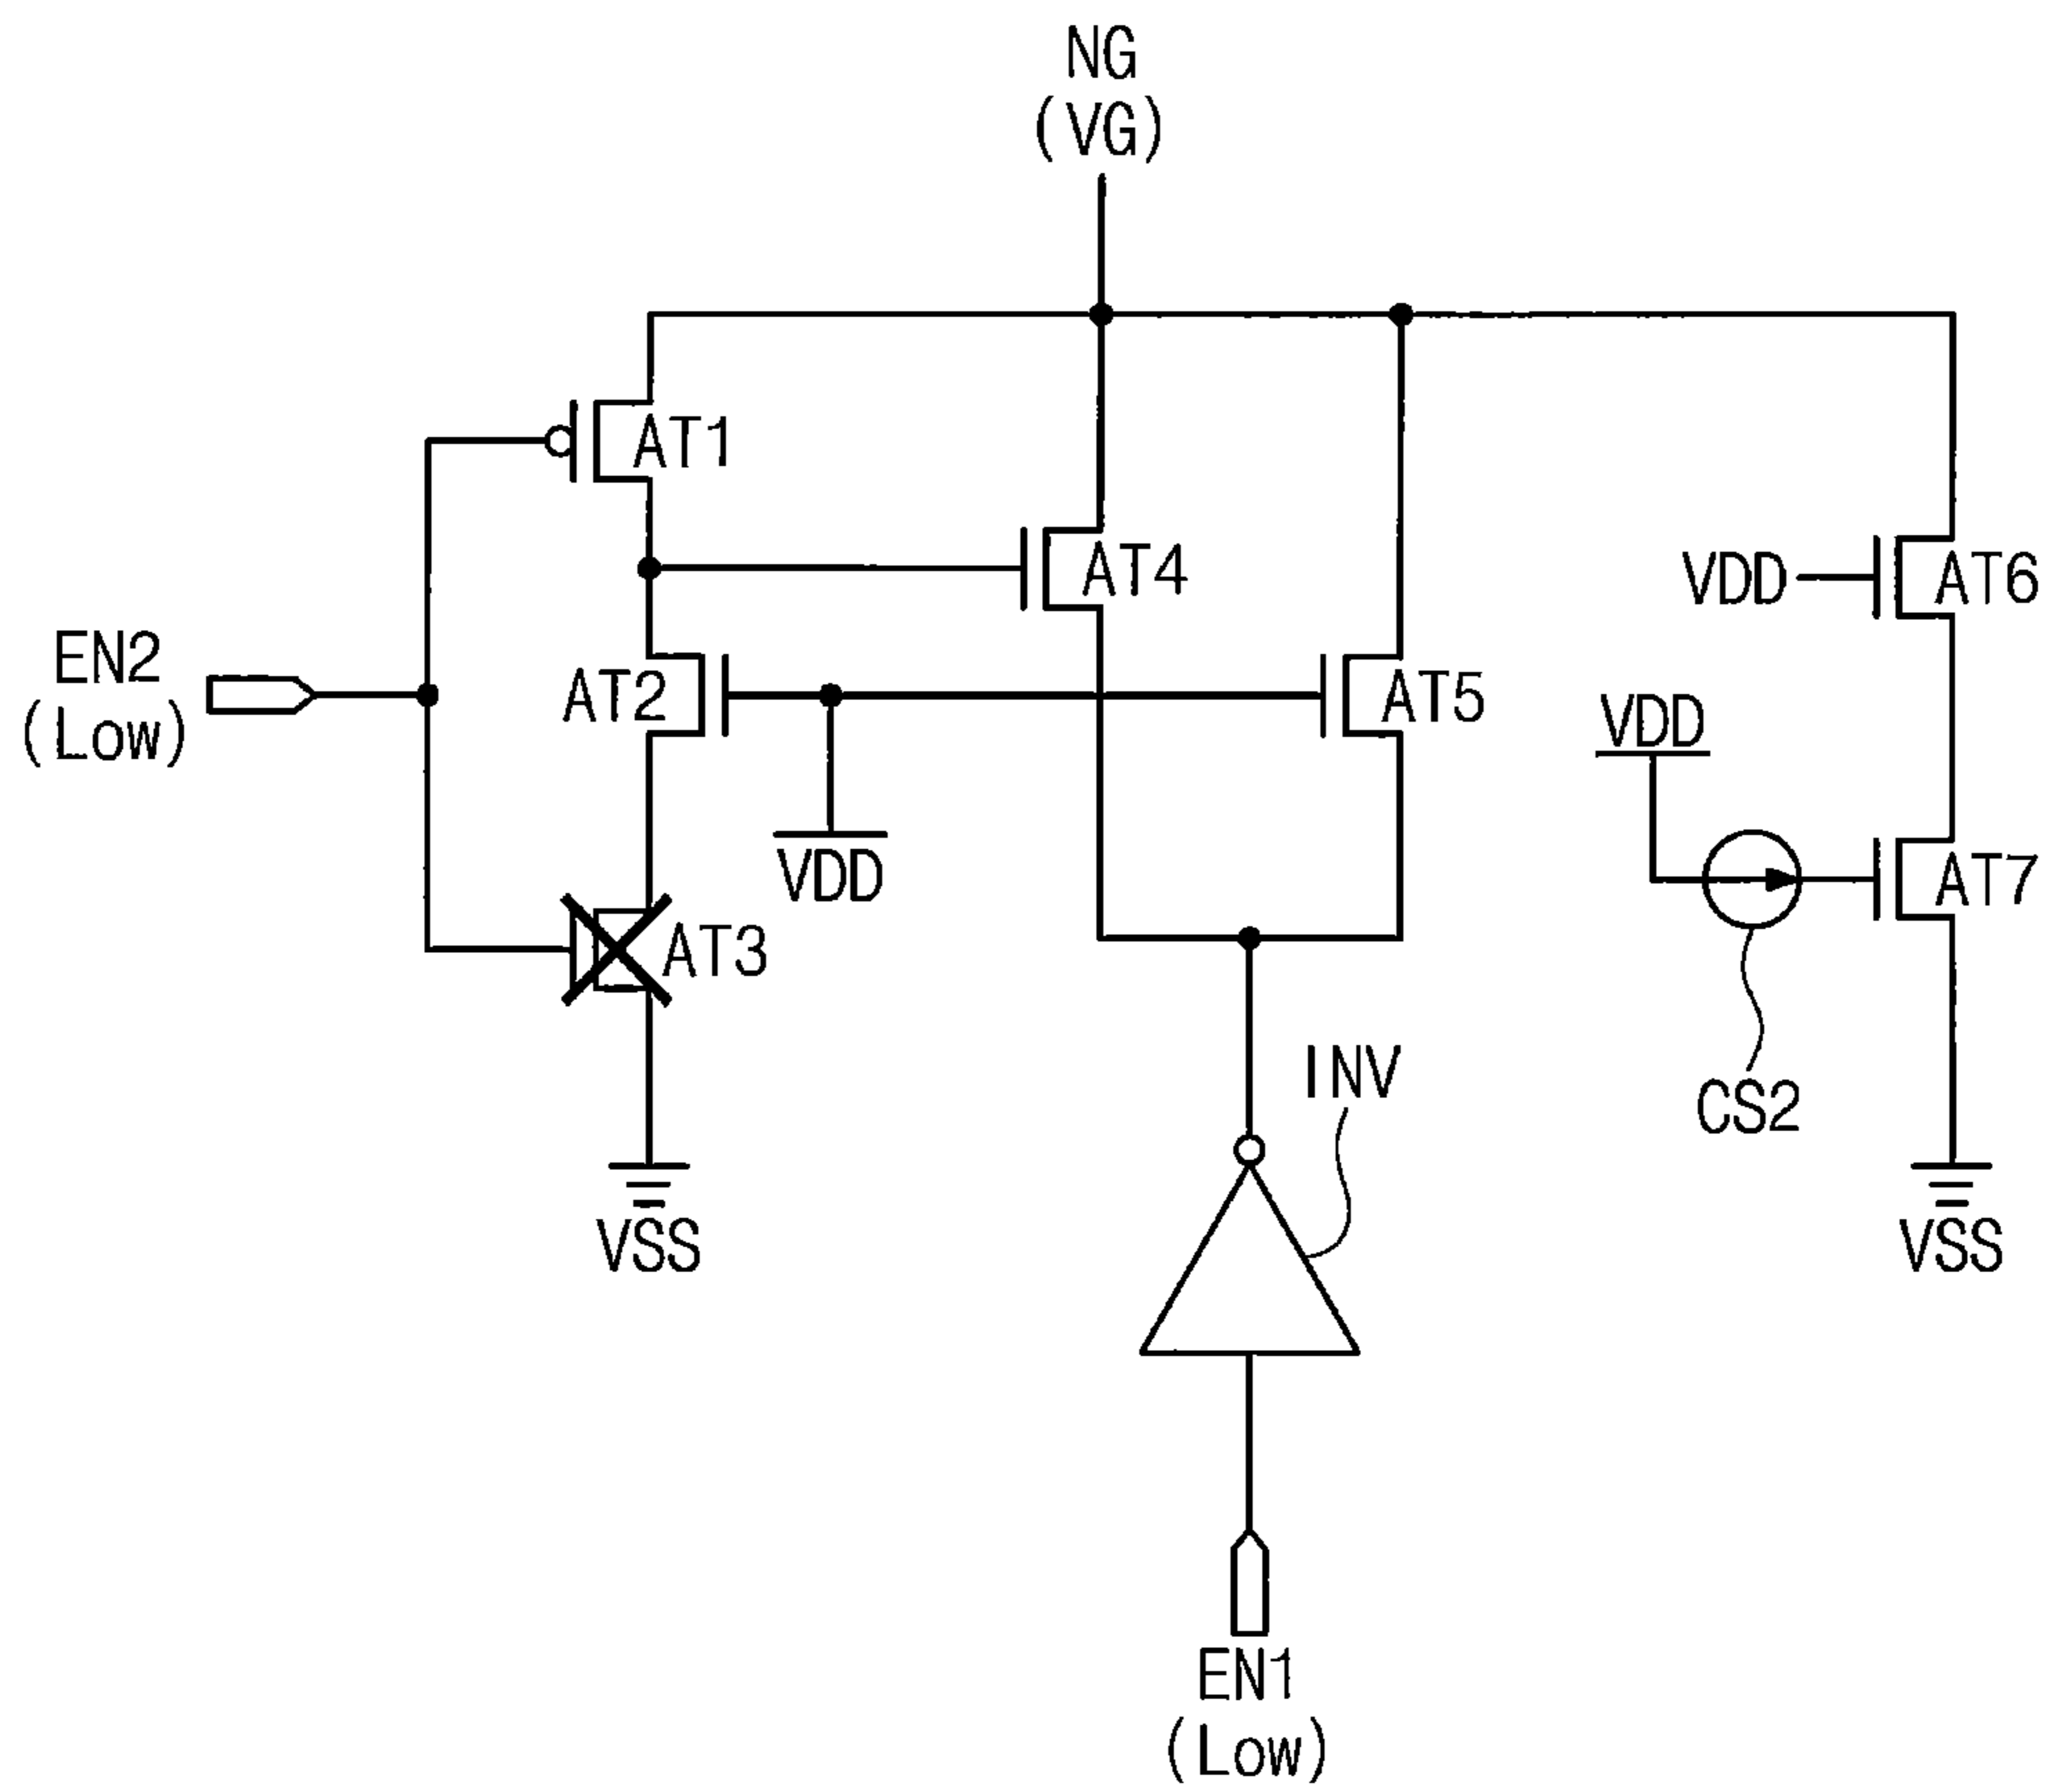 NG
(VG)
AT1
AT4
VDD
AT6
EN2
(Low)
AT2
AT5
VDD
VDD
AT7
AT3
INV
CS2
VSS
VSS
EN1
(Low)